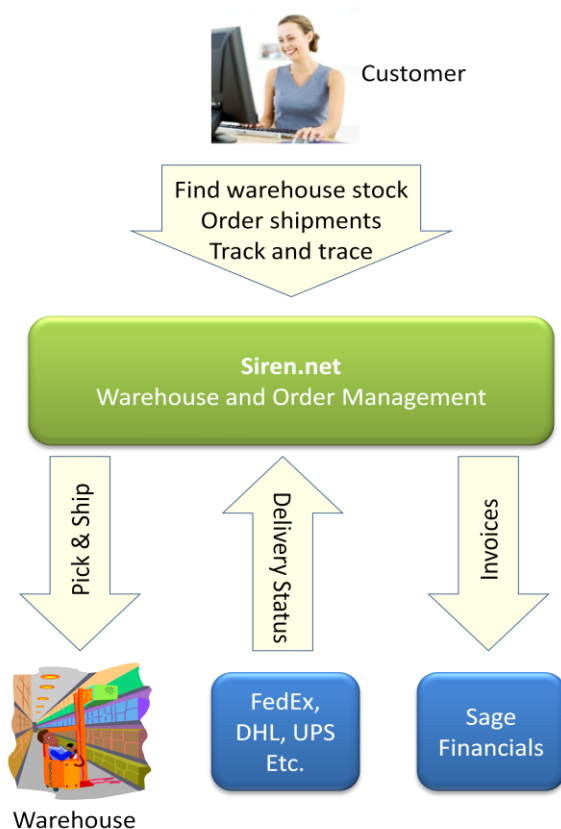 Customer
Find warehouse stock
Order shipments
Track and trace
Siren.net
Warehouse and Order Management
Pick & Ship
Delivery Status
Invoices
FedEx,
DHL, UPS
Etc.
Sage
Financials
Warehouse